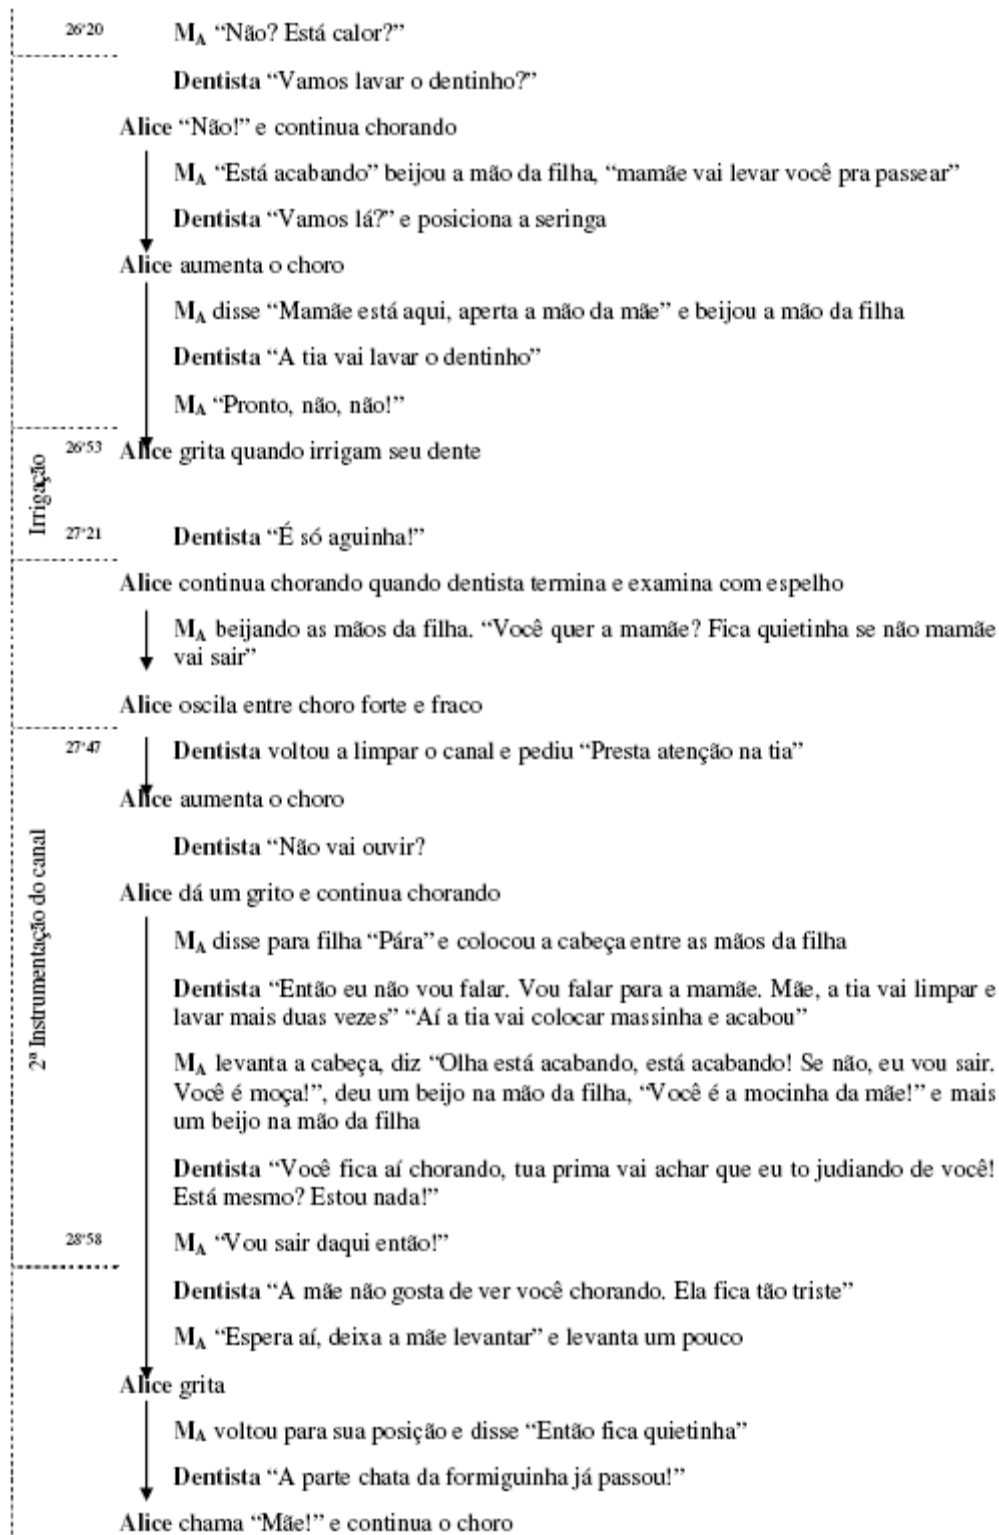 26'20 M_A “Não? Está calor?”
Dentista “Vamos lavar o dentinho?”
Alice “Não!” e continua chorando
M_A “Está acabando” beijou a mão da filha, “mamãe vai levar você pra passear”
Dentista “Vamos lá?” e posiciona a seringa
Alice aumenta o choro
M_A disse “Mamãe está aqui, aperta a mão da mãe” e beijou a mão da filha
Dentista “A tia vai lavar o dentinho”
M_A “Pronto, não, não!”
Irrigação
26'53 Alice grita quando irrigam seu dente
27'21 Dentista “É só aguinha!”
Alice continua chorando quando dentista termina e examina com espelho
M_A beijando as mãos da filha. “Você quer a mamãe? Fica quietinha se não mamãe
vai sair”
Alice oscila entre choro forte e fraco
2ª Instrumentação do canal
27'47 Dentista voltou a limpar o canal e pediu “Presta atenção na tia”
Alice aumenta o choro
Dentista “Não vai ouvir?
Alice dá um grito e continua chorando
M_A disse para filha “Pára” e colocou a cabeça entre as mãos da filha
Dentista “Então eu não vou falar. Vou falar para a mamãe. Mãe, a tia vai limpar e
lavar mais duas vezes” “Aí a tia vai colocar massinha e acabou”
M_A levanta a cabeça, diz “Olha está acabando, está acabando! Se não, eu vou sair.
Você é moça!”, deu um beijo na mão da filha, “Você é a mocinha da mãe!” e mais
um beijo na mão da filha
Dentista “Você fica aí chorando, tua prima vai achar que eu to judiando de você!
Está mesmo? Estou nada!”
28'58 M_A “Vou sair daqui então!”
Dentista “A mãe não gosta de ver você chorando. Ela fica tão triste”
M_A “Espera aí, deixa a mãe levantar” e levanta um pouco
Alice grita
M_A voltou para sua posição e disse “Então fica quietinha”
Dentista “A parte chata da formiguinha já passou!”
Alice chama “Mãe!” e continua o choro